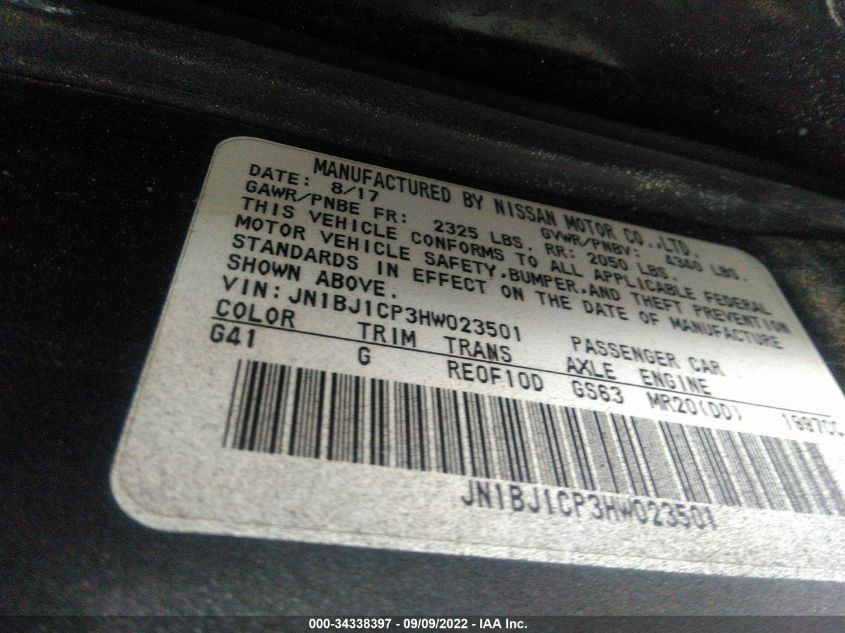 MANUFACTURED BY NISSAN MOTOR CO.,LTD.
DATE: 8/17 GVWR/PNBV: 4340 LBS.
GAWR/PNBE FR: 2325 LBS. RR: 2050 LBS.
THIS VEHICLE CONFORMS TO ALL APPLICABLE FEDERAL
MOTOR VEHICLE SAFETY,BUMPER,AND THEFT PREVENTION
STANDARDS IN EFFECT ON THE DATE OF MANUFACTURE
SHOWN ABOVE.
VIN: JN1BJ1CP3HW023501 PASSENGER CAR
COLOR TRIM TRANS AXLE ENGINE
G41 G RE0F10D GS63 MR20(DD) 1997CC
JN1BJ1CP3HW023501
000-34338397 - 09/09/2022 - IAA Inc.